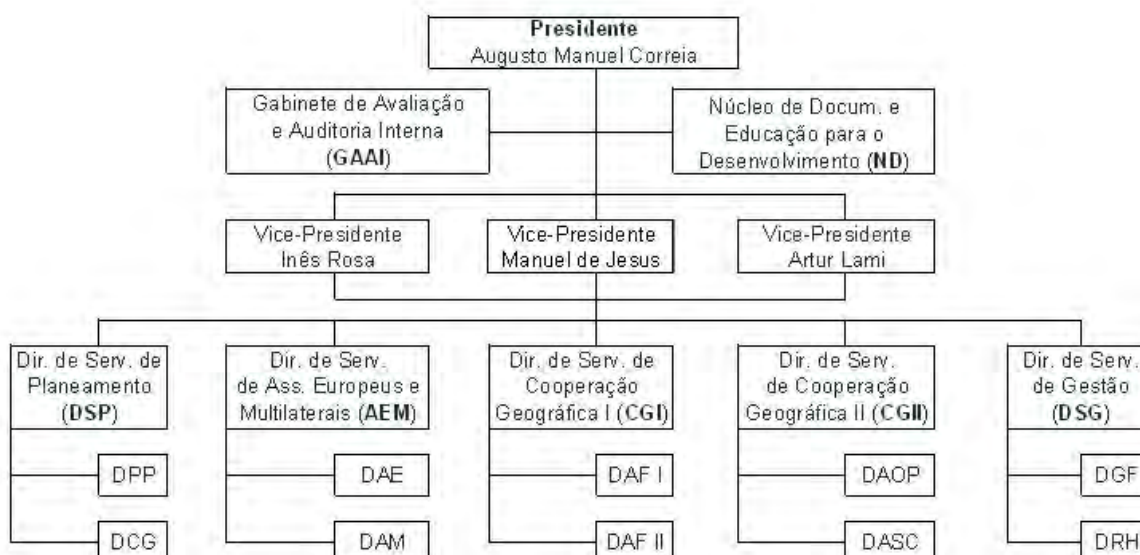 Presidente
Augusto Manuel Correia
Gabinete de Avaliação
e Auditoria Interna
(GAAI)
Núcleo de Docum. e
Educação para o
Desenvolvimento (ND)
Vice-Presidente
Inês Rosa
Vice-Presidente
Manuel de Jesus
Vice-Presidente
Artur Lami
Dir. de Serv. de
Planeamento
(DSP)
Dir. de Serv.
de Ass. Europeus e
Multilaterais (AEM)
Dir. de Serv. de
Cooperação
Geográfica I (CGI)
Dir. de Serv.
de Cooperação
Geográfica II (CGII)
Dir. de Serv.
de Gestão
(DSG)
DPP
DAE
DAF I
DAOP
DGF
DCG
DAM
DAF II
DASC
DRH